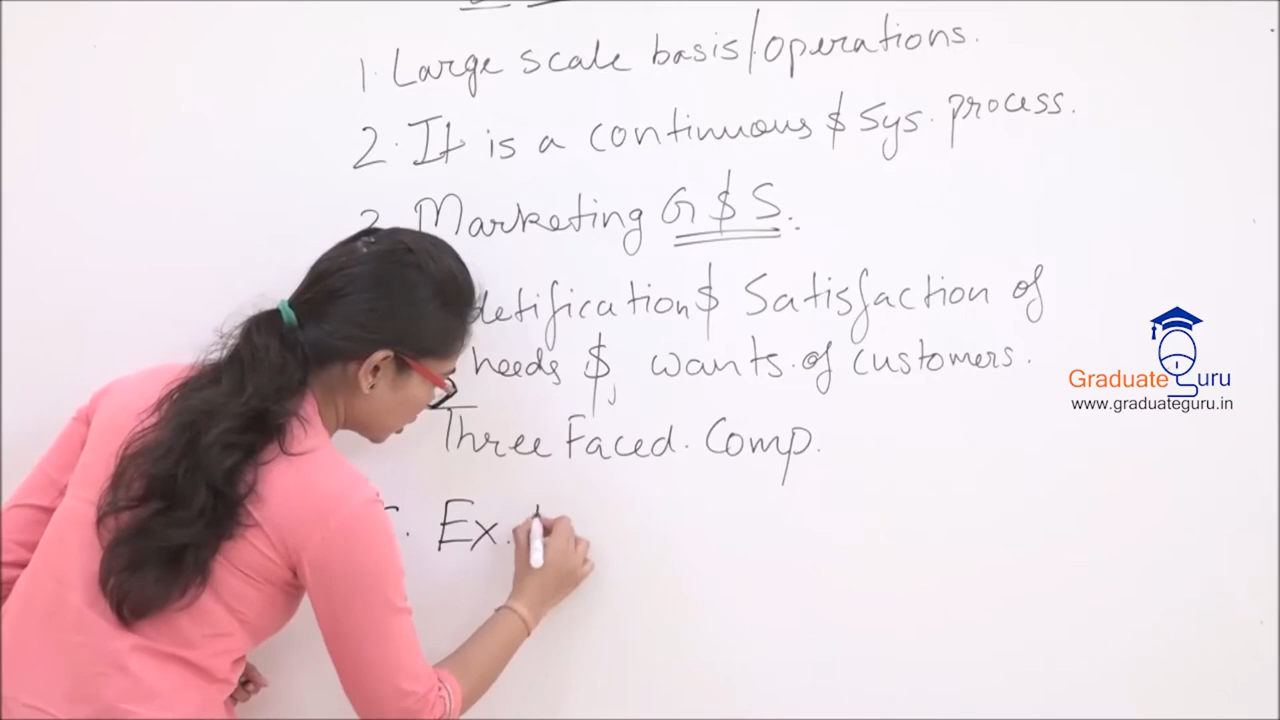 1. Large scale basis/operations.
2. It is a continuous & Sys. process.
3. Marketing G & S.
detification & Satisfaction of
needs &, wants of customers.
Three Faced. Comp.
Ex.
Graduate Guru
www.graduateguru.in